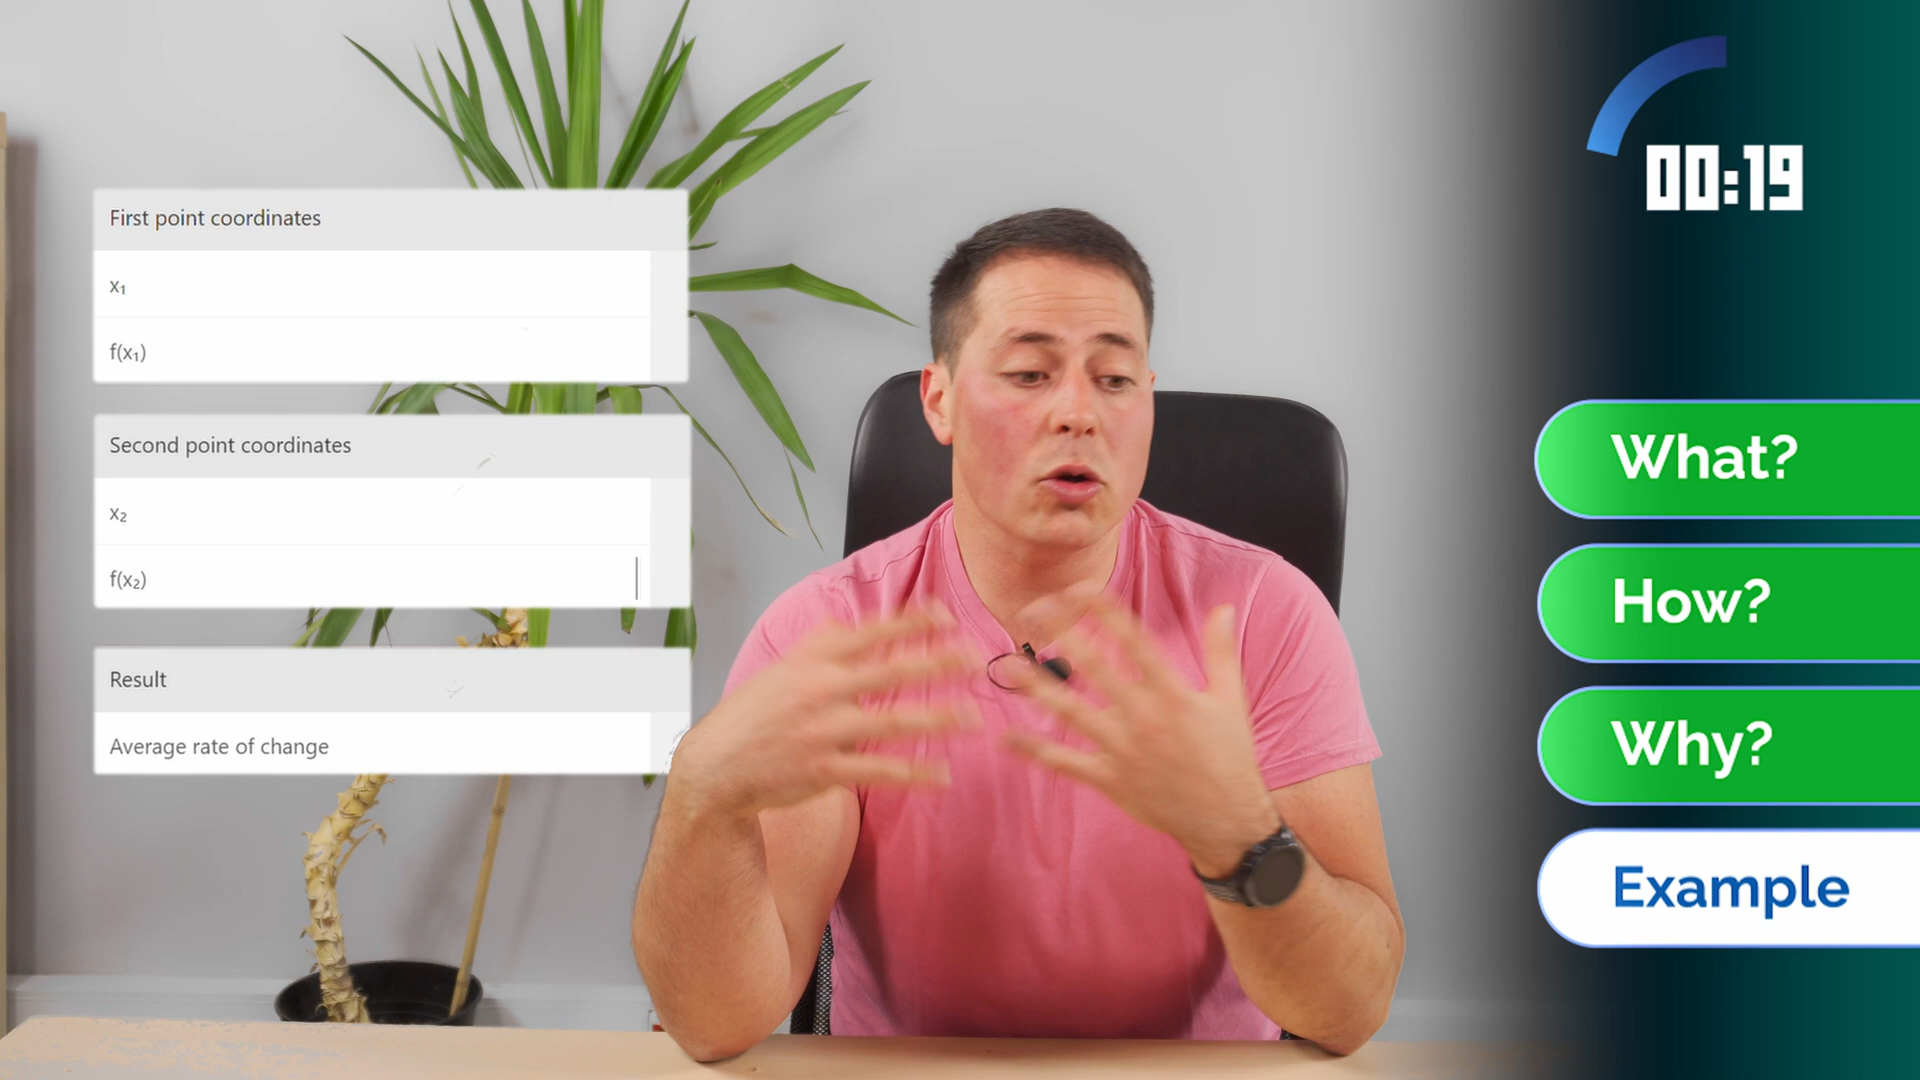 First point coordinates
x₁
f(x₁)
Second point coordinates
x₂
f(x₂)
Result
Average rate of change
00:19
What?
How?
Why?
Example